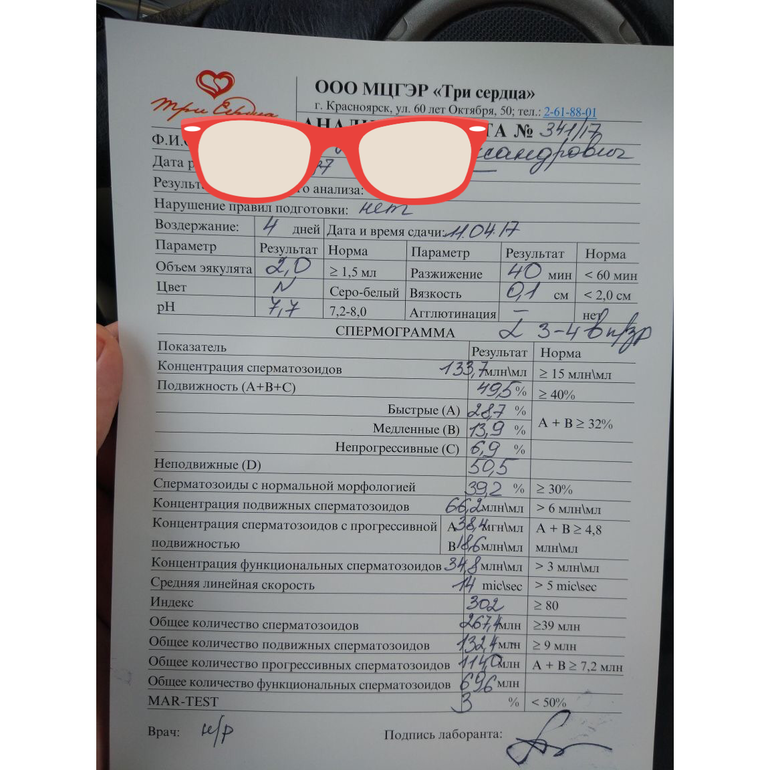 Три Сердца
ООО МЦГЭР «Три сердца»
г. Красноярск, ул. 60 лет Октября, 50; тел.: 2-61-88-01
АНАЛИ ТА № 341/17
Ф.И. сандрович
Дата р 27
Результ го анализа:
Нарушение правил подготовки: нет
Воздержание: 4 дней Дата и время сдачи: 11.04.17
Параметр Результат Норма Параметр Результат Норма
Объем эякулята 2,0 ≥ 1,5 мл Разжижение 40 мин < 60 мин
Цвет N Серо-белый Вязкость 0,1 см < 2,0 см
pH 7,7 7,2-8,0 Агглютинация – нет
СПЕРМОГРАММА L 3-4 в п/зр
Показатель Результат Норма
Концентрация сперматозоидов 133,7 млн\мл ≥ 15 млн\мл
Подвижность (А+В+С) 49,5 % ≥ 40%
Быстрые (А) 28,7 % А + В ≥ 32%
Медленные (В) 13,9 %
Непрогрессивные (С) 6,9 %
Неподвижные (D) 50,5
Сперматозоиды с нормальной морфологией 39,2 % ≥ 30%
Концентрация подвижных сперматозоидов 66,2 млн\мл > 6 млн\мл
Концентрация сперматозоидов с прогрессивной подвижностью А 38,4 млн\мл А + В ≥ 4,8
В 18,6 млн\мл млн\мл
Концентрация функциональных сперматозоидов 34,8 млн\мл > 3 млн\мл
Средняя линейная скорость 14 mic\sec > 5 mic\sec
Индекс 302 ≥ 80
Общее количество сперматозоидов 267,4 млн ≥39 млн
Общее количество подвижных сперматозоидов 132,4 млн ≥ 9 млн
Общее количество прогрессивных сперматозоидов 114,0 млн А + В ≥ 7,2 млн
Общее количество функциональных сперматозоидов 69,6 млн
MAR-TEST 3 % < 50%
Врач: н/р Подпись лаборанта: